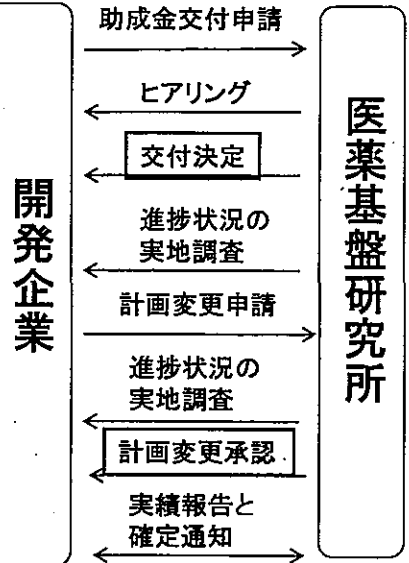 助成金交付申請
ヒアリング
交付決定
進捗状況の
実地調査
計画変更申請
進捗状況の
実地調査
計画変更承認
実績報告と
確定通知
開発企業
医薬基盤研究所